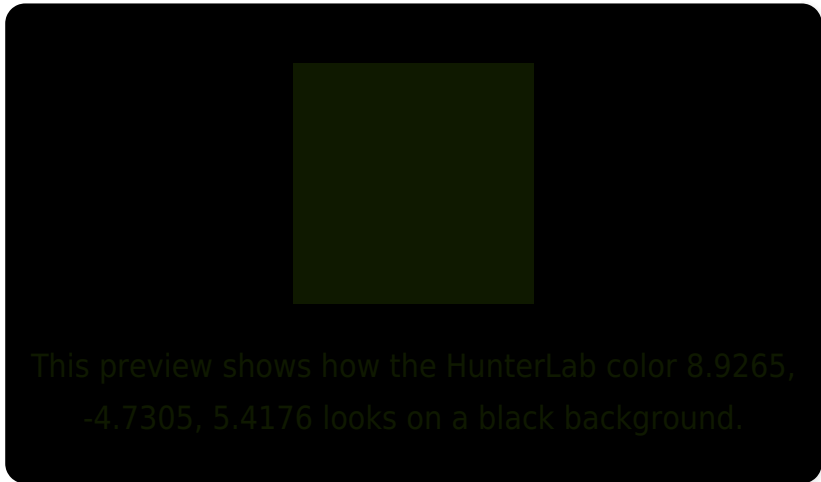 This preview shows how the HunterLab color 8.9265,
-4.7305, 5.4176 looks on a black background.